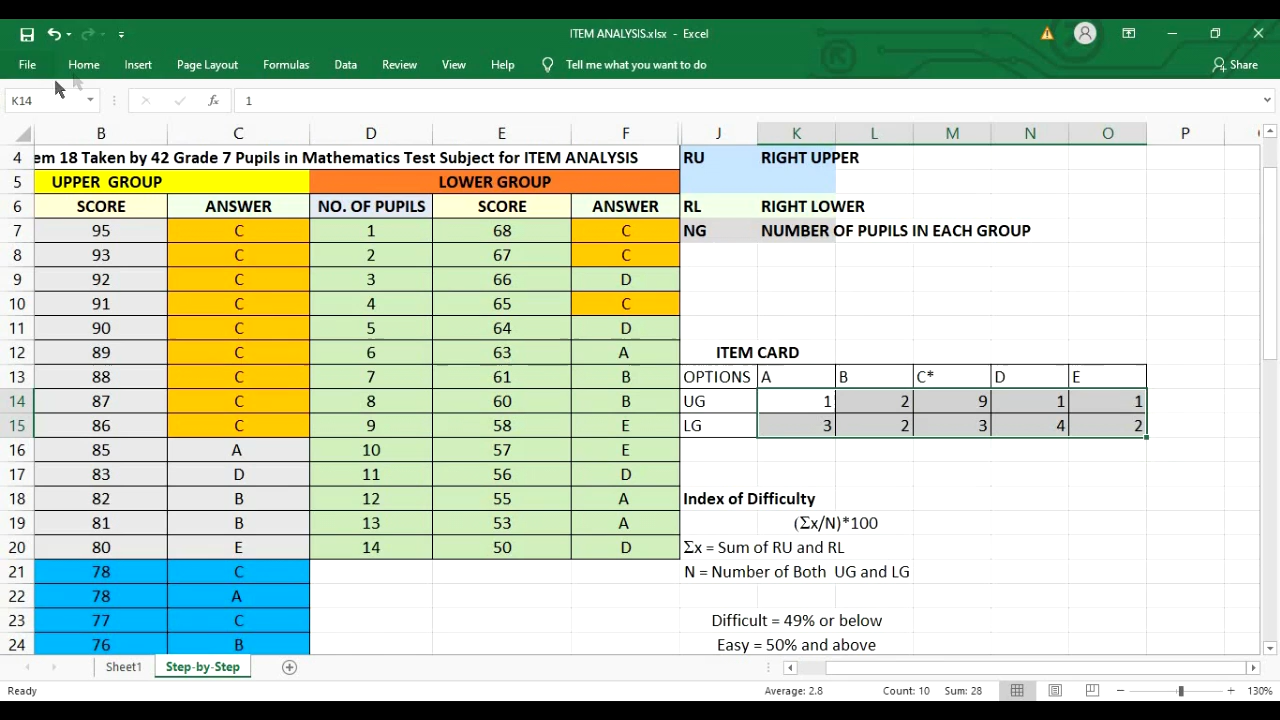 ITEM ANALYSIS.xlsx - Excel
File Home Insert Page Layout Formulas Data Review View Help Tell me what you want to do Share
K14 fx 1
B C D E F J K L M N O P
4 em 18 Taken by 42 Grade 7 Pupils in Mathematics Test Subject for ITEM ANALYSIS RU RIGHT UPPER
5 UPPER GROUP LOWER GROUP
6 SCORE ANSWER NO. OF PUPILS SCORE ANSWER RL RIGHT LOWER
7 95 C 1 68 C NG NUMBER OF PUPILS IN EACH GROUP
8 93 C 2 67 C
9 92 C 3 66 D
10 91 C 4 65 C
11 90 C 5 64 D
12 89 C 6 63 A ITEM CARD
13 88 C 7 61 B OPTIONS A B C* D E
14 87 C 8 60 B UG 1 2 9 1 1
15 86 C 9 58 E LG 3 2 3 4 2
16 85 A 10 57 E
17 83 D 11 56 D
18 82 B 12 55 A Index of Difficulty
19 81 B 13 53 A (Σx/N)*100
20 80 E 14 50 D Σx = Sum of RU and RL
21 78 C N = Number of Both UG and LG
22 78 A
23 77 C Difficult = 49% or below
24 76 B Easy = 50% and above
Sheet1 Step-by-Step
Ready Average: 2.8 Count: 10 Sum: 28 130%